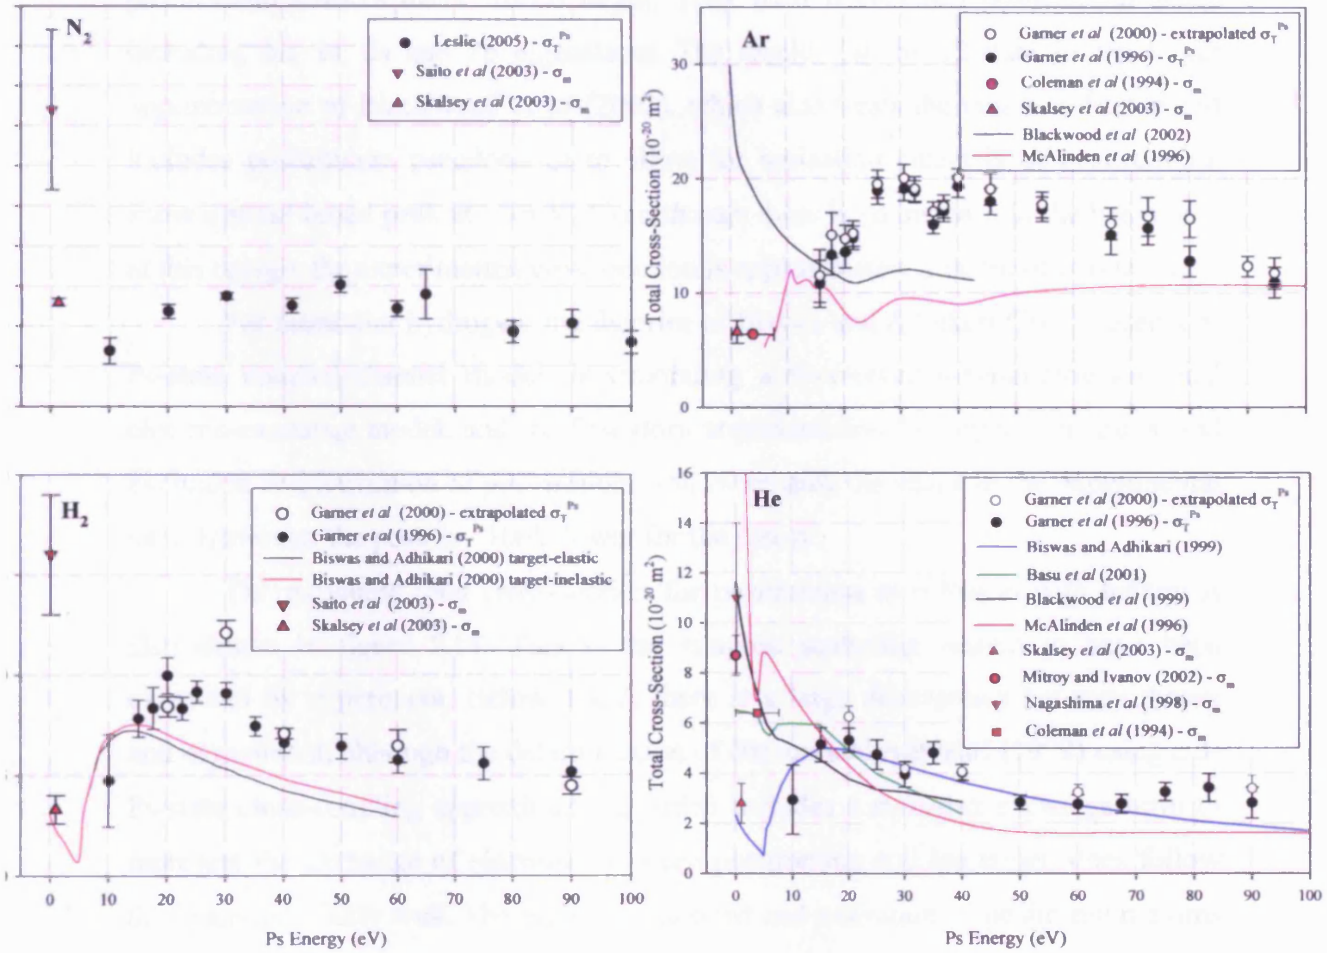 N2
Leslie (2005) - σT^Ps
Saito et al (2003) - σm
Skalsey et al (2003) - σm
Ar
Garner et al (2000) - extrapolated σT^Ps
Garner et al (1996) - σT^Ps
Coleman et al (1994) - σm
Skalsey et al (2003) - σm
Blackwood et al (2002)
McAlinden et al (1996)
Total Cross-Section (10^-20 m^2)
30
20
10
0
H2
Garner et al (2000) - extrapolated σT^Ps
Garner et al (1996) - σT^Ps
Biswas and Adhikari (2000) target-elastic
Biswas and Adhikari (2000) target-inelastic
Saito et al (2003) - σm
Skalsey et al (2003) - σm
0 10 20 30 40 50 60 70 80 90 100
Ps Energy (eV)
He
Garner et al (2000) - extrapolated σT^Ps
Garner et al (1996) - σT^Ps
Biswas and Adhikari (1999)
Basu et al (2001)
Blackwood et al (1999)
McAlinden et al (1996)
Skalsey et al (2003) - σm
Mitroy and Ivanov (2002) - σm
Nagashima et al (1998) - σm
Coleman et al (1994) - σm
Total Cross-Section (10^-20 m^2)
16
14
12
10
8
6
4
2
0
0 10 20 30 40 50 60 70 80 90 100
Ps Energy (eV)